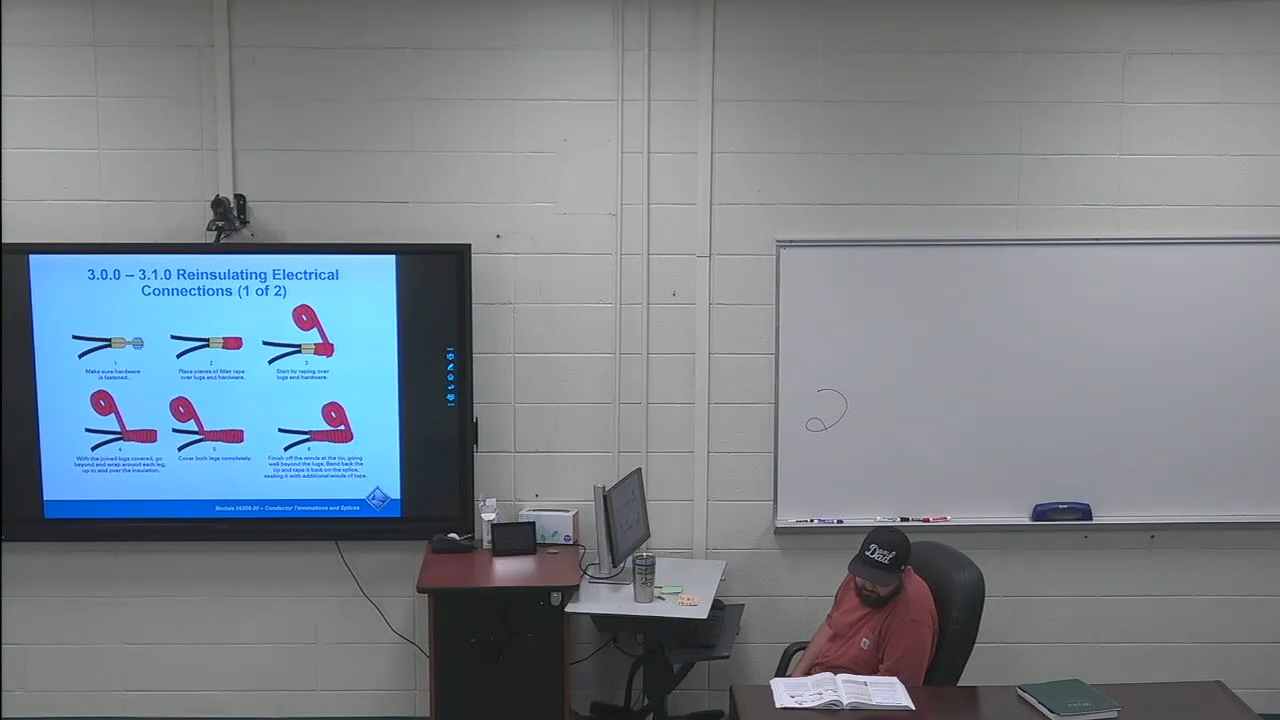 3.0.0 – 3.1.0 Reinsulating Electrical
Connections (1 of 2)
1
Make sure hardware
is fastened.
2
Place pieces of filler tape
over lugs and hardware.
3
Start by taping over
lugs and hardware.
4
With the joined lugs covered, go
beyond and wrap around each leg,
up to and over the insulation.
5
Cover both legs completely.
6
Finish off the winds at the tip, going
well beyond the lugs. Bend back the
tip and tape it back on the splice,
sealing it with additional winds of tape.
Module 26206-20 – Conductor Terminations and Splices
Dad